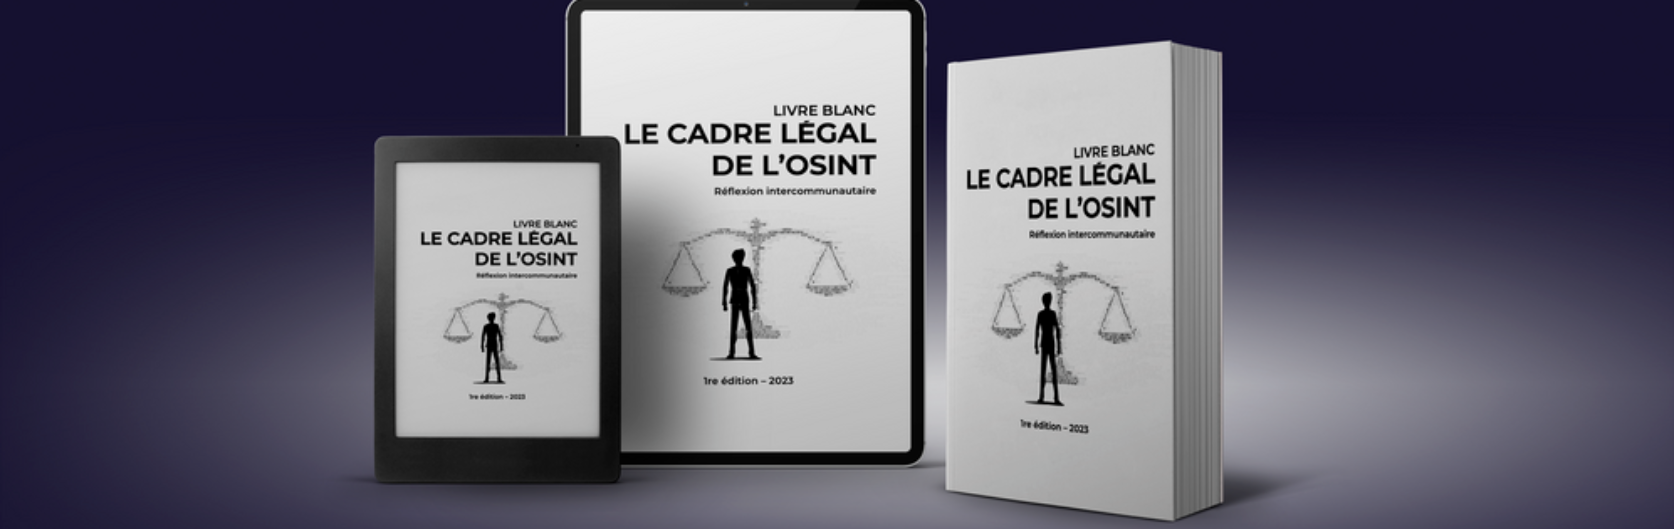 LIVRE BLANC
LE CADRE LÉGAL
DE L'OSINT
Réflexion intercommunautaire
1re édition – 2023
LIVRE BLANC
LE CADRE LÉGAL
DE L'OSINT
Réflexion intercommunautaire
1re édition – 2023
LIVRE BLANC
LE CADRE LÉGAL
DE L'OSINT
Réflexion intercommunautaire
1re édition – 2023